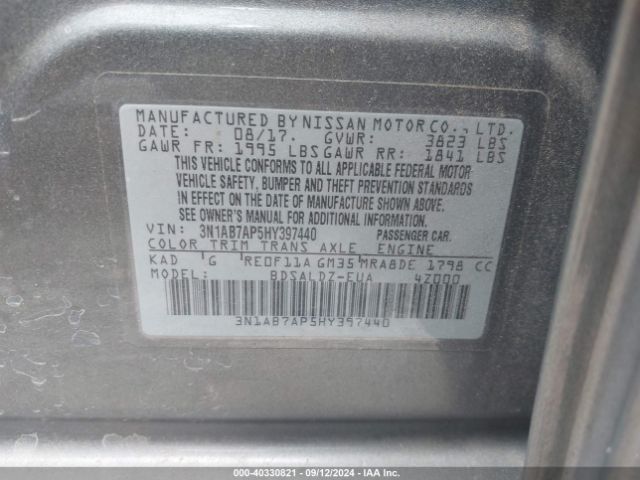 MANUFACTURED BY NISSAN MOTOR CO., LTD.
DATE: 08/17. GVWR: 3823 LBS
GAWR FR: 1995 LBS GAWR RR: 1841 LBS
THIS VEHICLE CONFORMS TO ALL APPLICABLE FEDERAL MOTOR
VEHICLE SAFETY, BUMPER AND THEFT PREVENTION STANDARDS
IN EFFECT ON THE DATE OF MANUFACTURE SHOWN ABOVE.
SEE OWNER'S MANUAL FOR ADDITIONAL INFORMATION.
VIN: 3N1AB7AP5HY397440 PASSENGER CAR.
COLOR TRIM TRANS AXLE ENGINE
KAD G RE0F11A GM35 MRA8DE 1798 CC
MODEL: BDSALDZ-EUA 4Z000
3N1AB7AP5HY397440
000-40330821 - 09/12/2024 - IAA Inc.